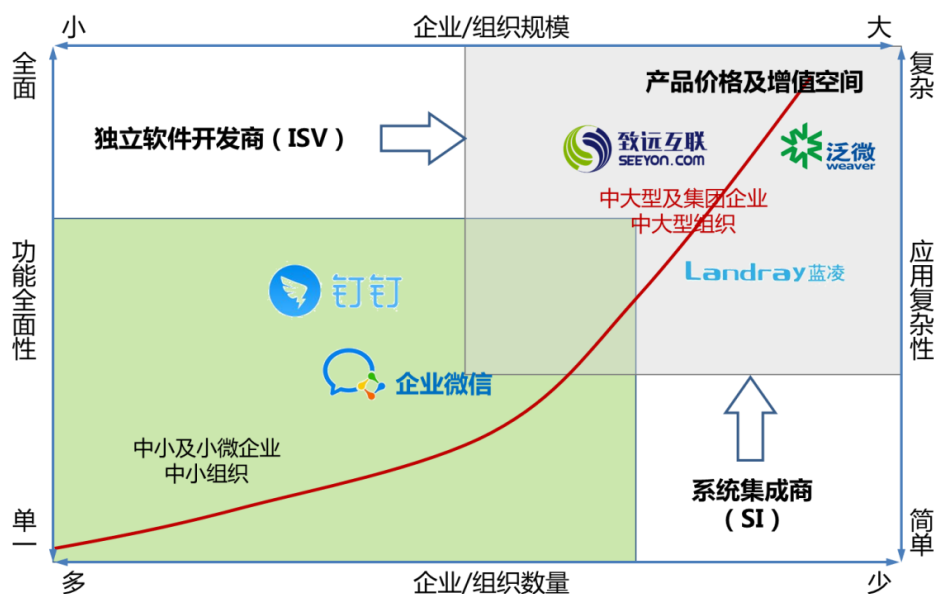 小
企业/组织规模
大
全面
复杂
产品价格及增值空间
独立软件开发商（ISV）
致远互联
SEEYON.COM
泛微
weaver
中大型及集团企业
中大型组织
功能全面性
应用复杂性
钉钉
Landray蓝凌
企业微信
中小及小微企业
中小组织
系统集成商
（SI）
单一
简单
多
企业/组织数量
少